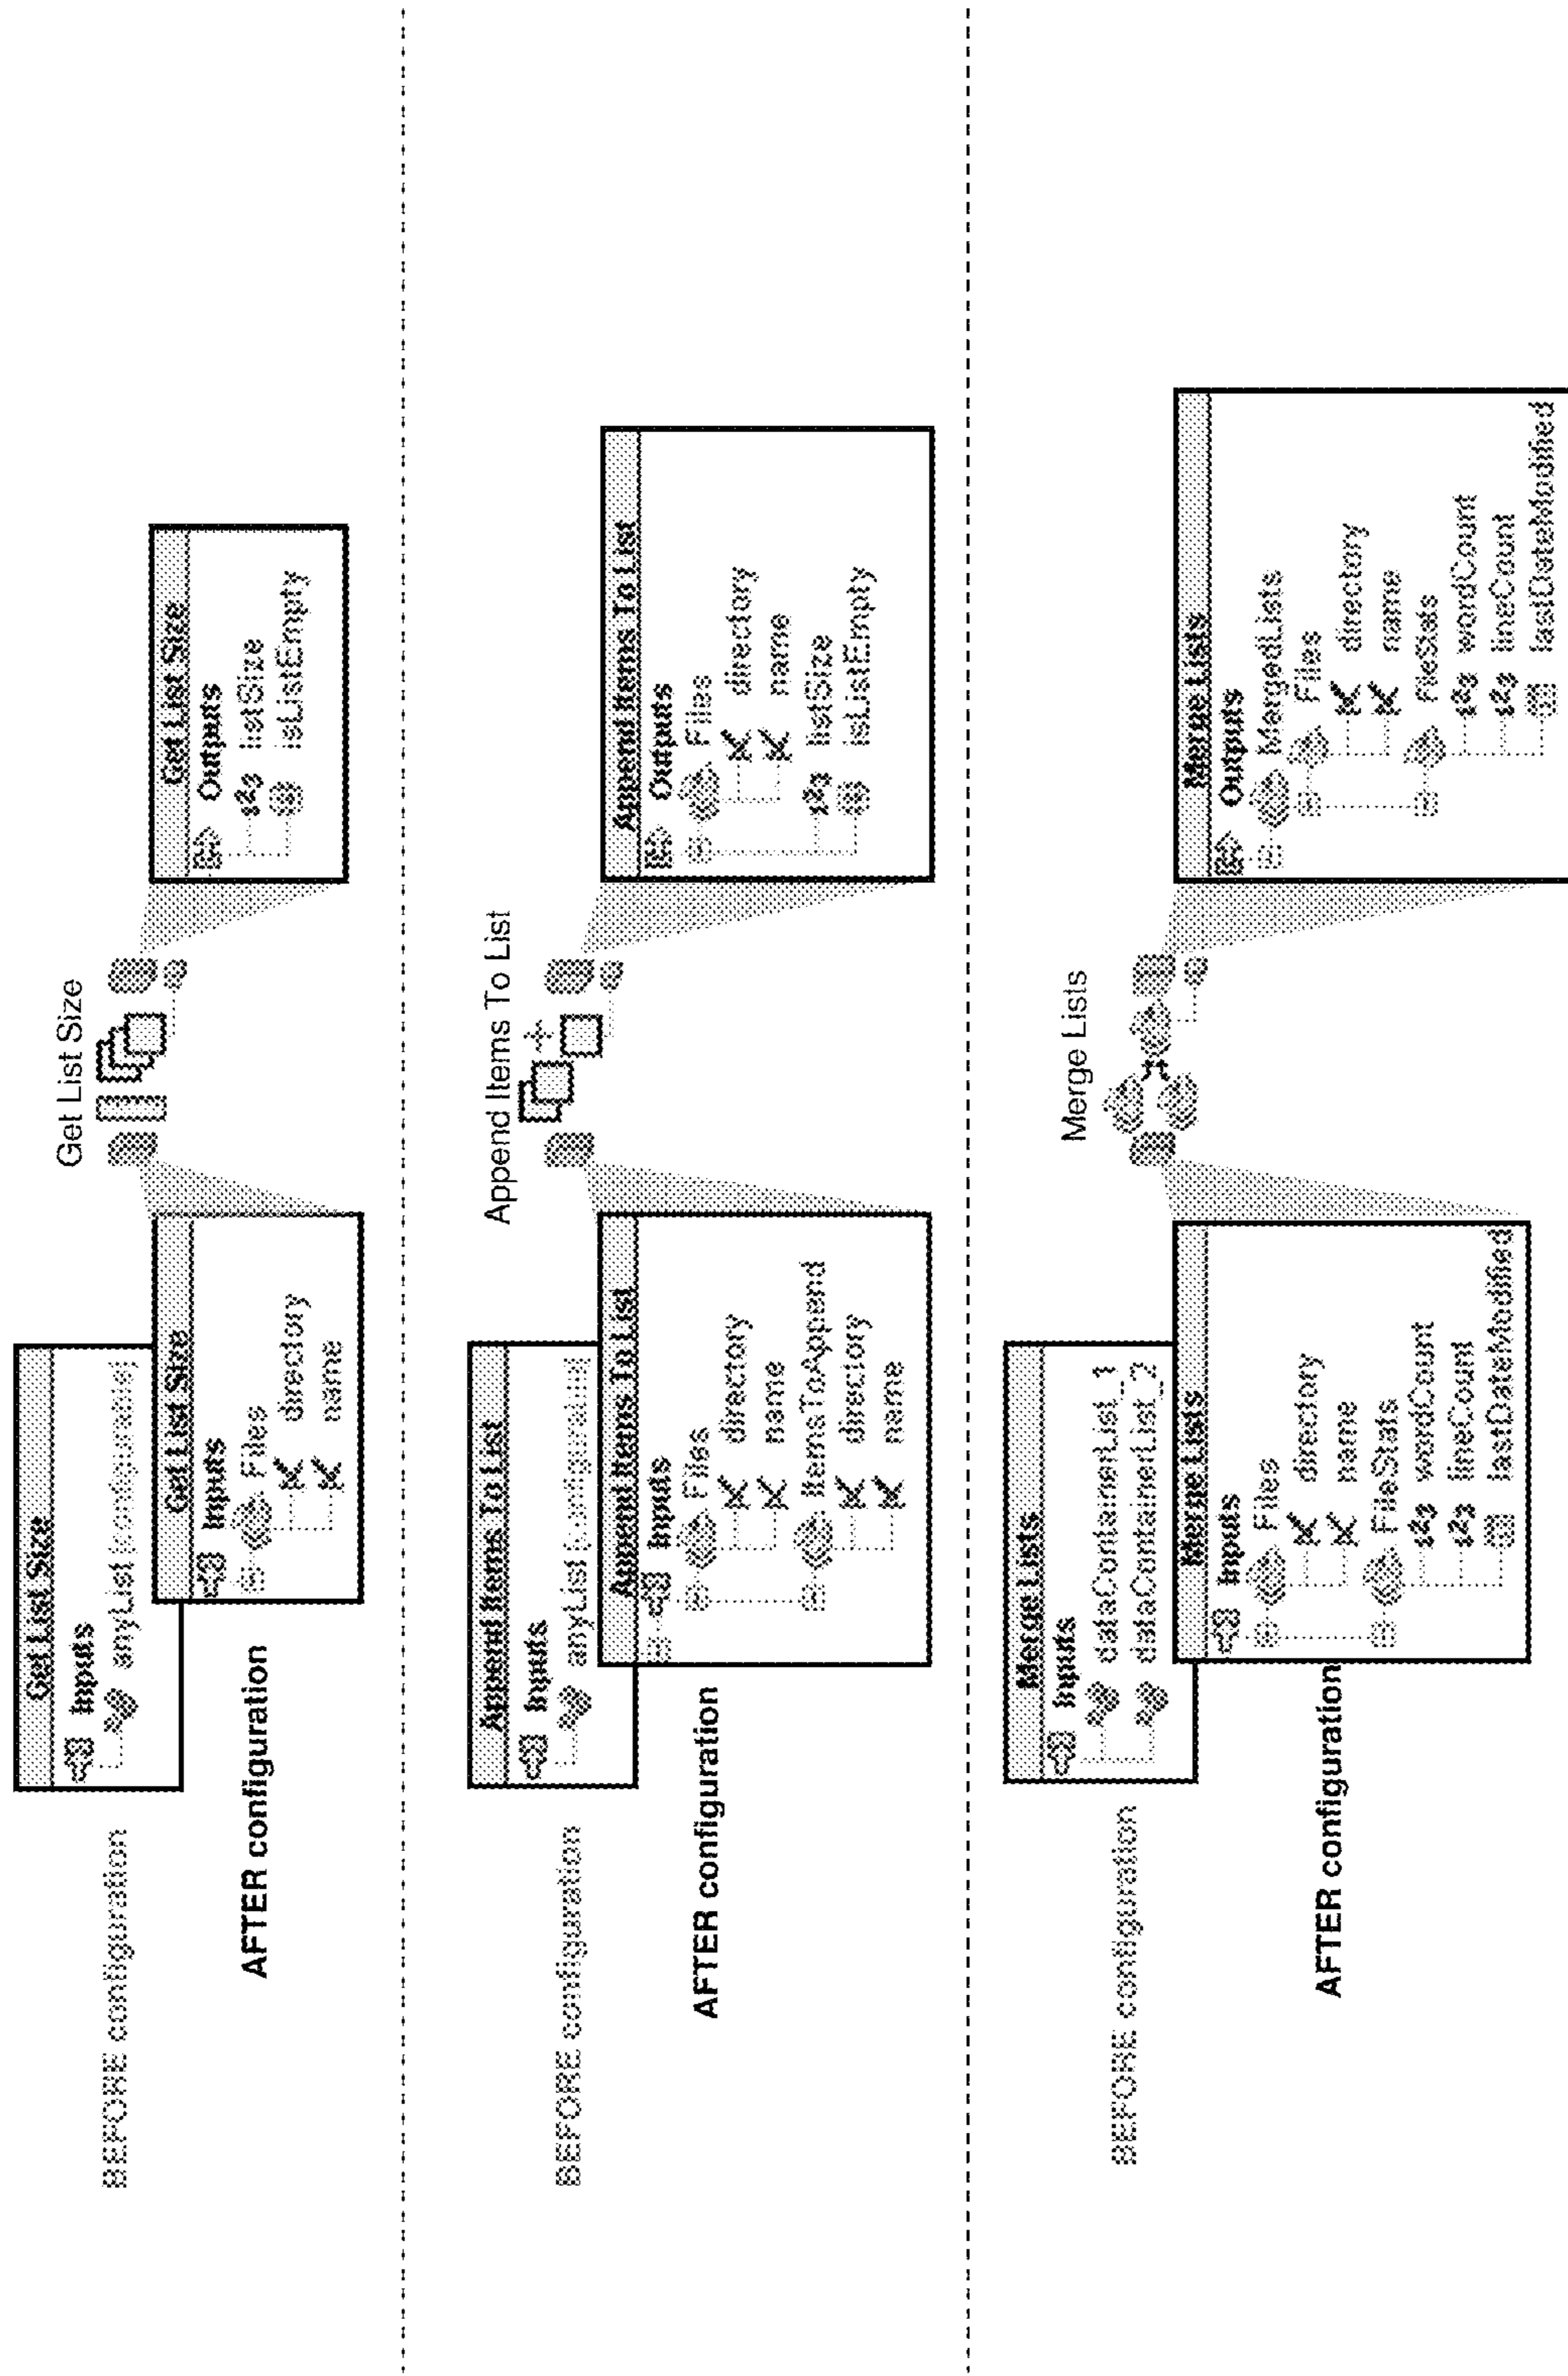 Get List Size
BEFORE configuration
Get List Size
Inputs
anyList [configurable]
AFTER configuration
Get List Size
Inputs
Files
directory
name
Get List Size
Outputs
listSize
isListEmpty
Append Items To List
BEFORE configuration
Append Items To List
Inputs
anyList
AFTER configuration
Append Items To List
Inputs
Files
directory
name
ItemsToAppend
directory
name
Append Items To List
Outputs
Files
directory
name
listSize
isListEmpty
Merge Lists
BEFORE configuration
Merge Lists
Inputs
dataContainerList_1
dataContainerList_2
AFTER configuration
Merge Lists
Inputs
Files
directory
name
FileStats
123 wordCount
123 lineCount
lastDateModified
Merge Lists
Outputs
MergedLists
Files
directory
name
FileStats
123 wordCount
123 lineCount
lastDateModified